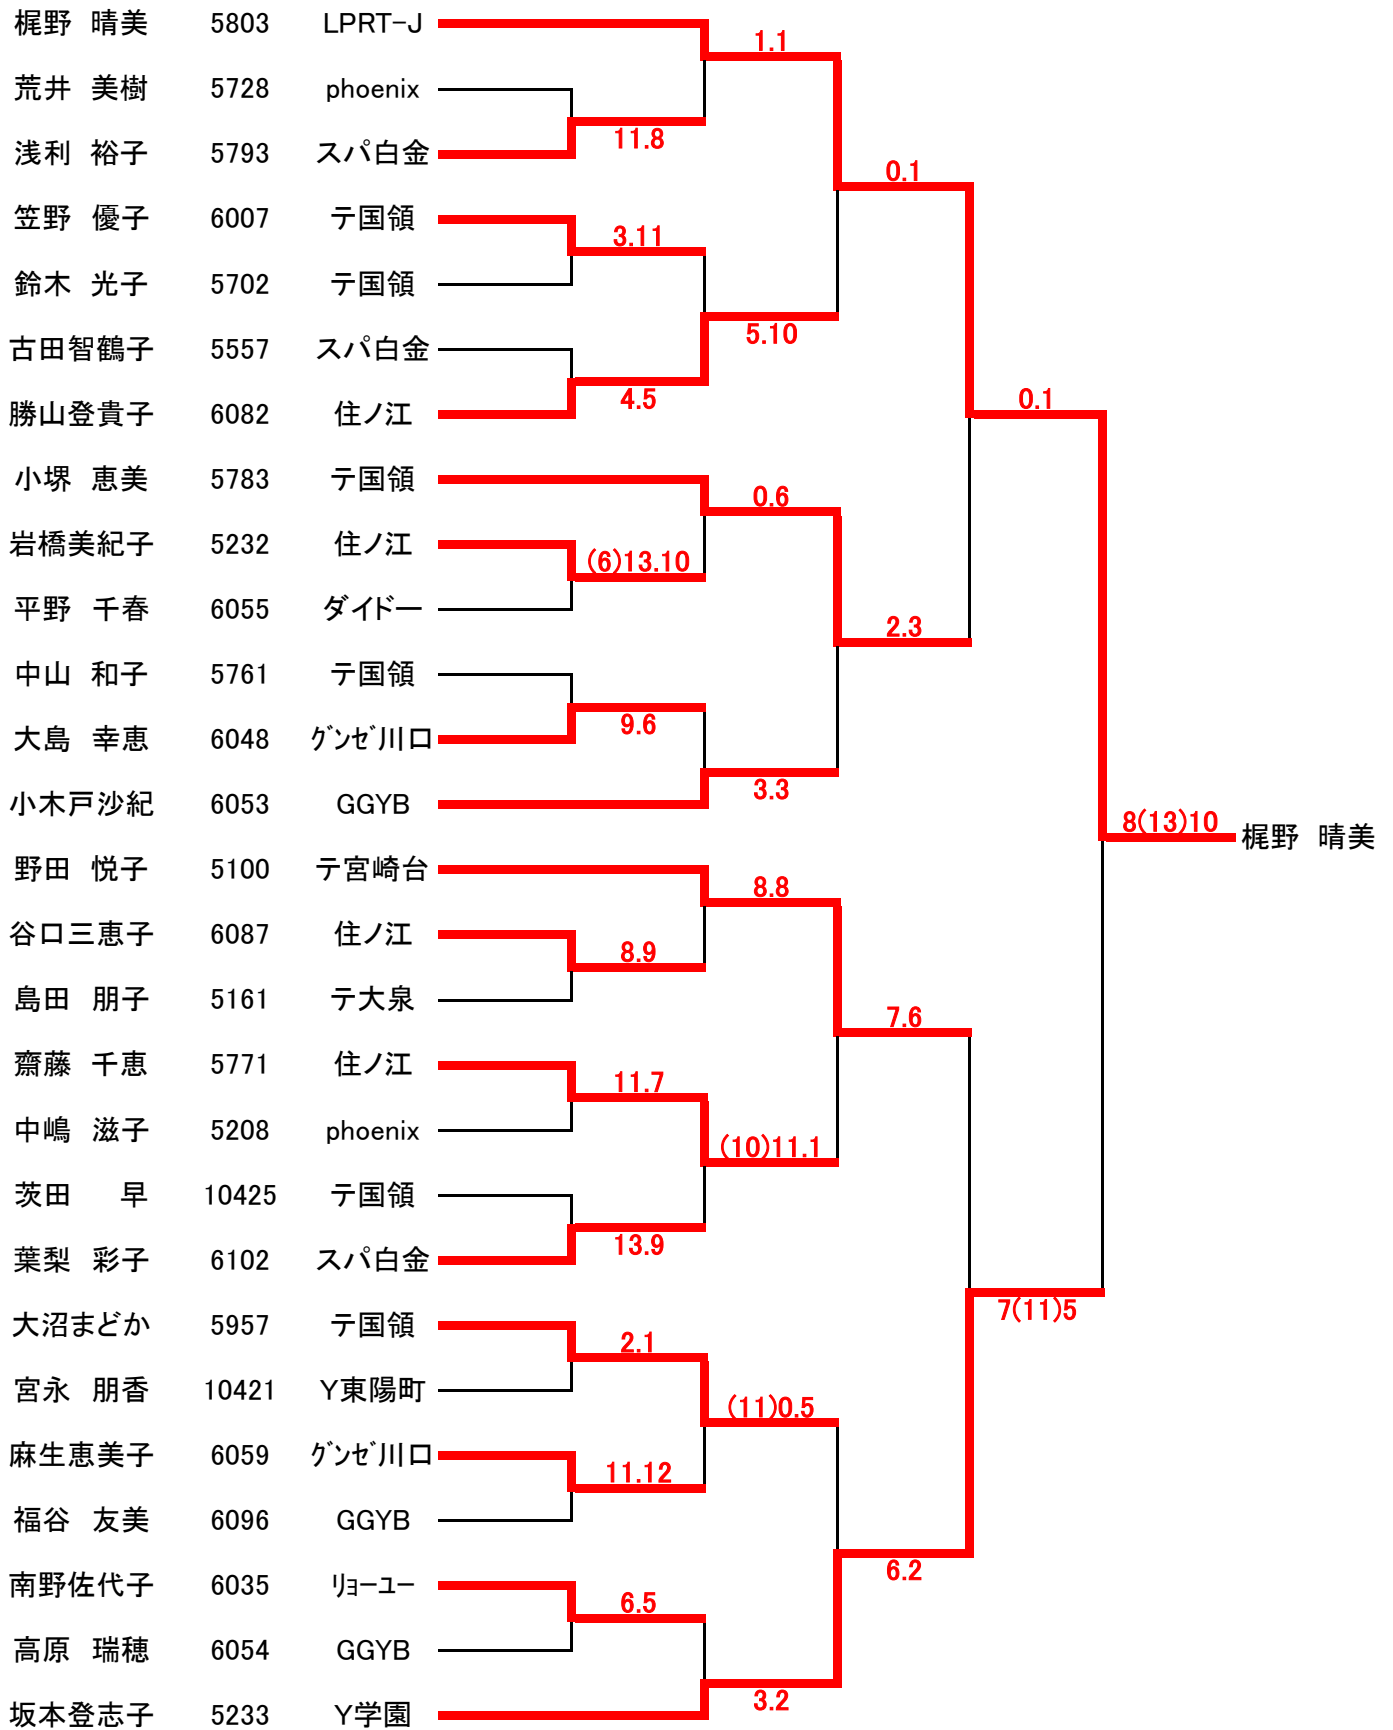 梶野 晴美 5803 LPRT-J
1.1
荒井 美樹 5728 phoenix
11.8
浅利 裕子 5793 スパ白金
0.1
笠野 優子 6007 テ国領
3.11
鈴木 光子 5702 テ国領
5.10
古田智鶴子 5557 スパ白金
4.5
0.1
勝山登貴子 6082 住ノ江
小堺 恵美 5783 テ国領
0.6
岩橋美紀子 5232 住ノ江
(6)13.10
平野 千春 6055 ダイドー
2.3
中山 和子 5761 テ国領
9.6
大島 幸恵 6048 グンゼ川口
3.3
小木戸沙紀 6053 GGYB
8(13)10 梶野 晴美
野田 悦子 5100 テ宮崎台
8.8
谷口三恵子 6087 住ノ江
8.9
島田 朋子 5161 テ大泉
7.6
齋藤 千恵 5771 住ノ江
11.7
中嶋 滋子 5208 phoenix
(10)11.1
茨田 早 10425 テ国領
13.9
葉梨 彩子 6102 スパ白金
7(11)5
大沼まどか 5957 テ国領
2.1
宮永 朋香 10421 Y東陽町
(11)0.5
麻生恵美子 6059 グンゼ川口
11.12
福谷 友美 6096 GGYB
6.2
南野佐代子 6035 リョーユー
6.5
高原 瑞穂 6054 GGYB
3.2
坂本登志子 5233 Y学園